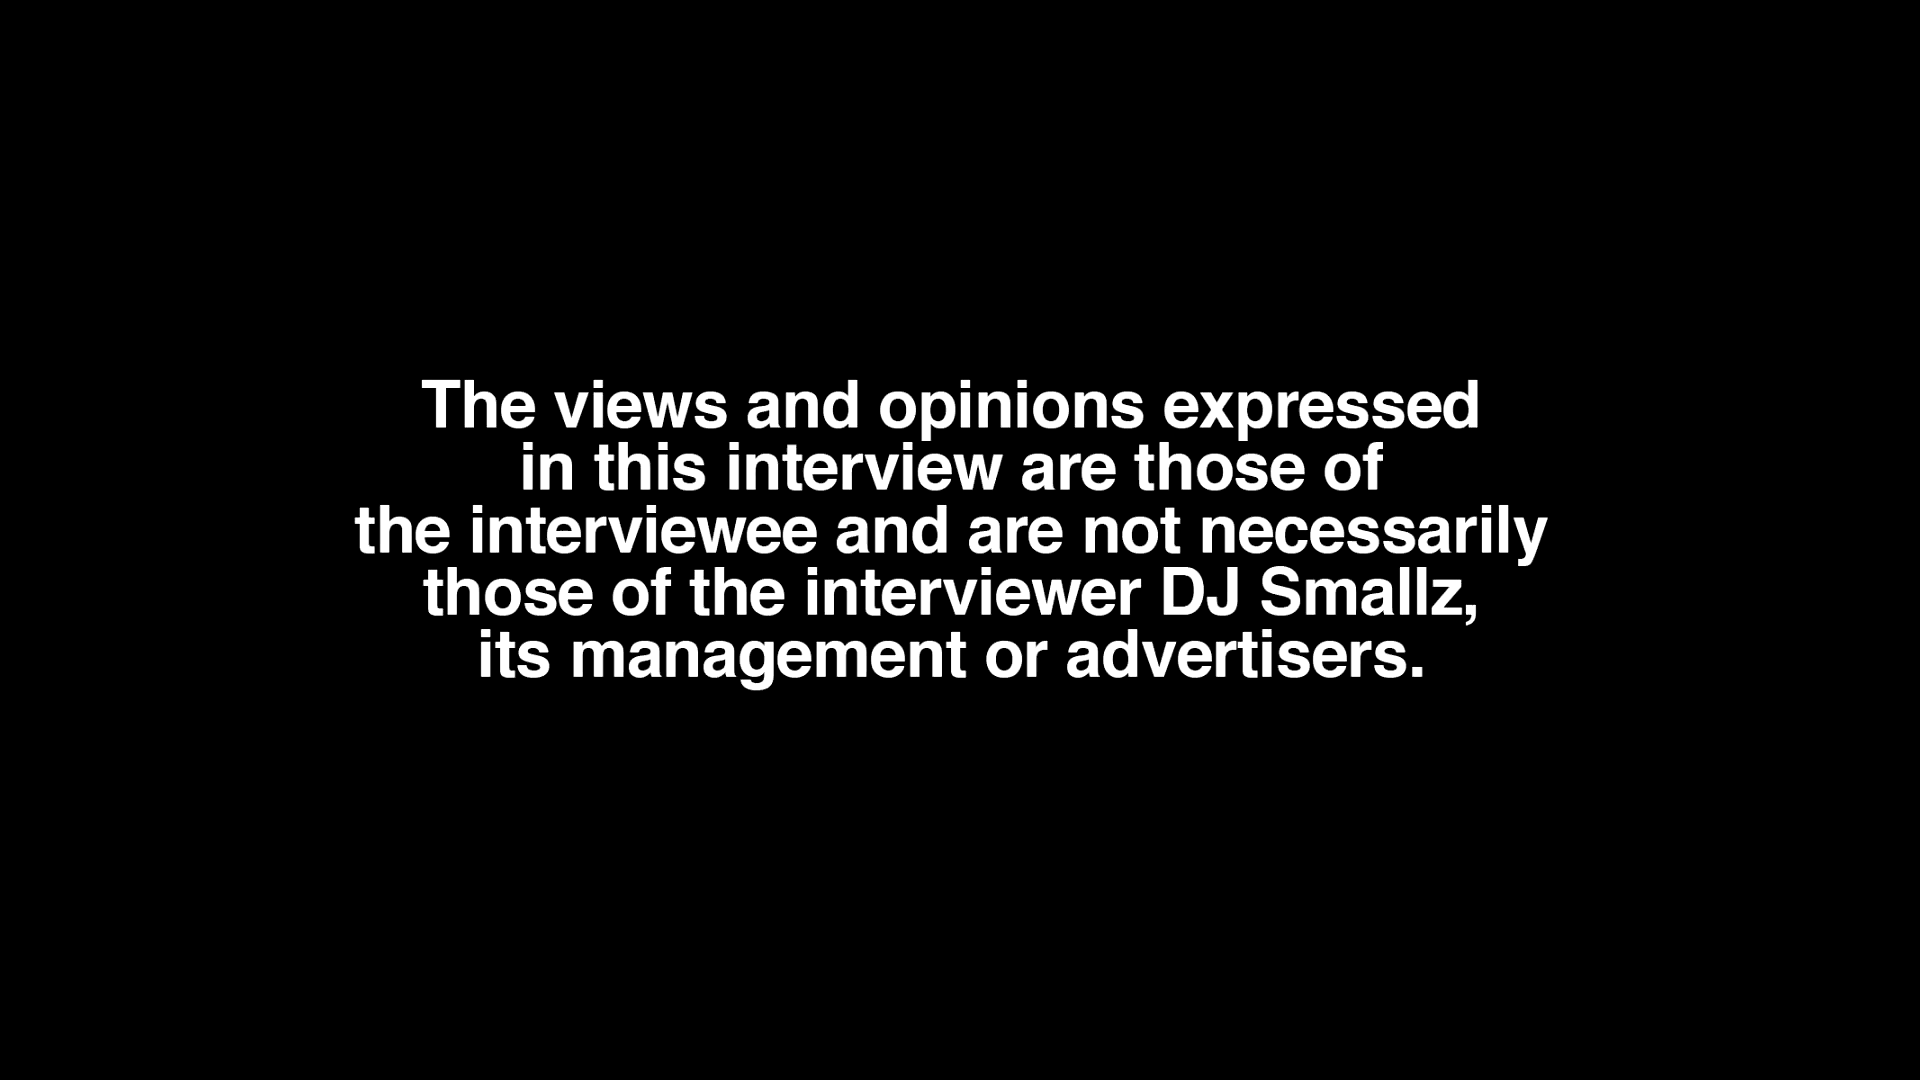 The views and opinions expressed
in this interview are those of
the interviewee and are not necessarily
those of the interviewer DJ Smallz,
its management or advertisers.